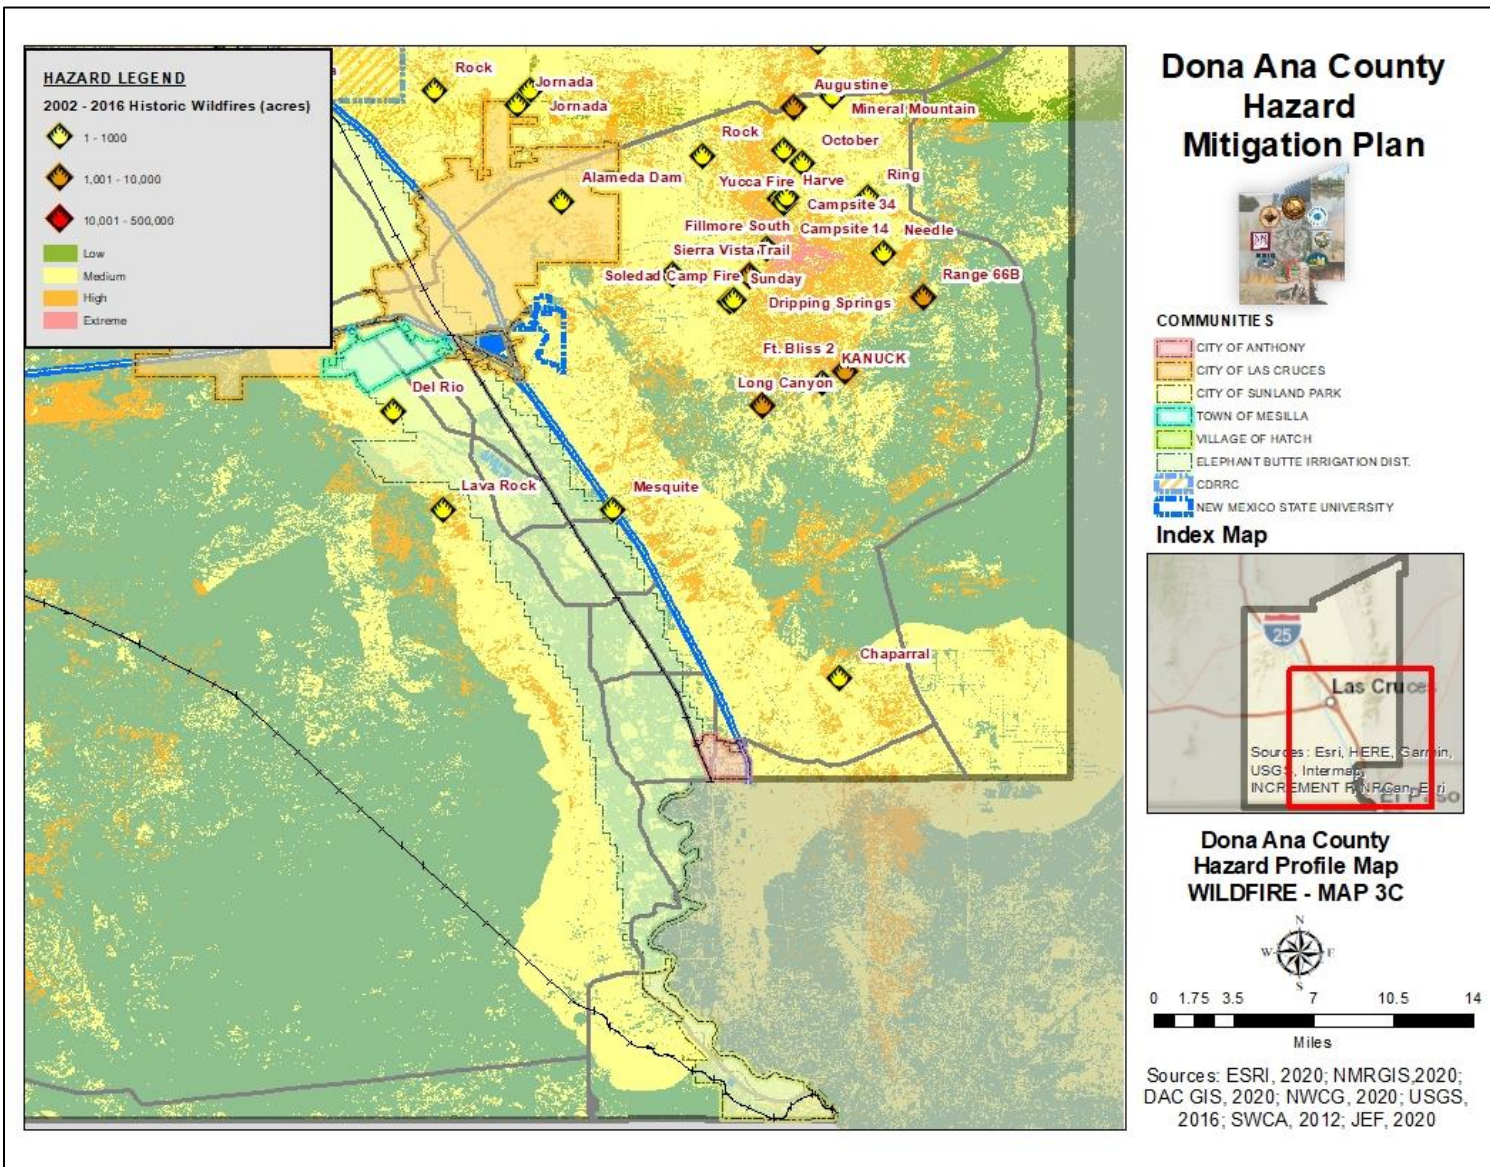 HAZARD LEGEND
2002 - 2016 Historic Wildfires (acres)
1 - 1000
1,001 - 10,000
10,001 - 500,000
Low
Medium
High
Extreme
Rock
Jornada
Jornada
Augustine
Mineral Mountain
Rock
October
Alameda Dam
Yucca Fire
Harve
Ring
Campsite 34
Fillmore South
Campsite 14
Needle
Sierra Vista Trail
Soledad Camp Fire
Sunday
Range 66B
Dripping Springs
Ft. Bliss 2
KANUCK
Long Canyon
Del Rio
Lava Rock
Mesquite
Chaparral
Dona Ana County
Hazard
Mitigation Plan
COMMUNITIES
CITY OF ANTHONY
CITY OF LAS CRUCES
CITY OF SUNLAND PARK
TOWN OF MESILLA
VILLAGE OF HATCH
ELEPHANT BUTTE IRRIGATION DIST.
CDRRC
NEW MEXICO STATE UNIVERSITY
Index Map
25
Las Cruces
Sources: Esri, HERE, Garmin,
USGS, Intermap,
INCREMENT P, NRCan, Esri
El Paso
Dona Ana County
Hazard Profile Map
WILDFIRE - MAP 3C
N
W E
S
0 1.75 3.5 7 10.5 14
Miles
Sources: ESRI, 2020; NMRGIS,2020;
DAC GIS, 2020; NWCG, 2020; USGS,
2016; SWCA, 2012; JEF, 2020